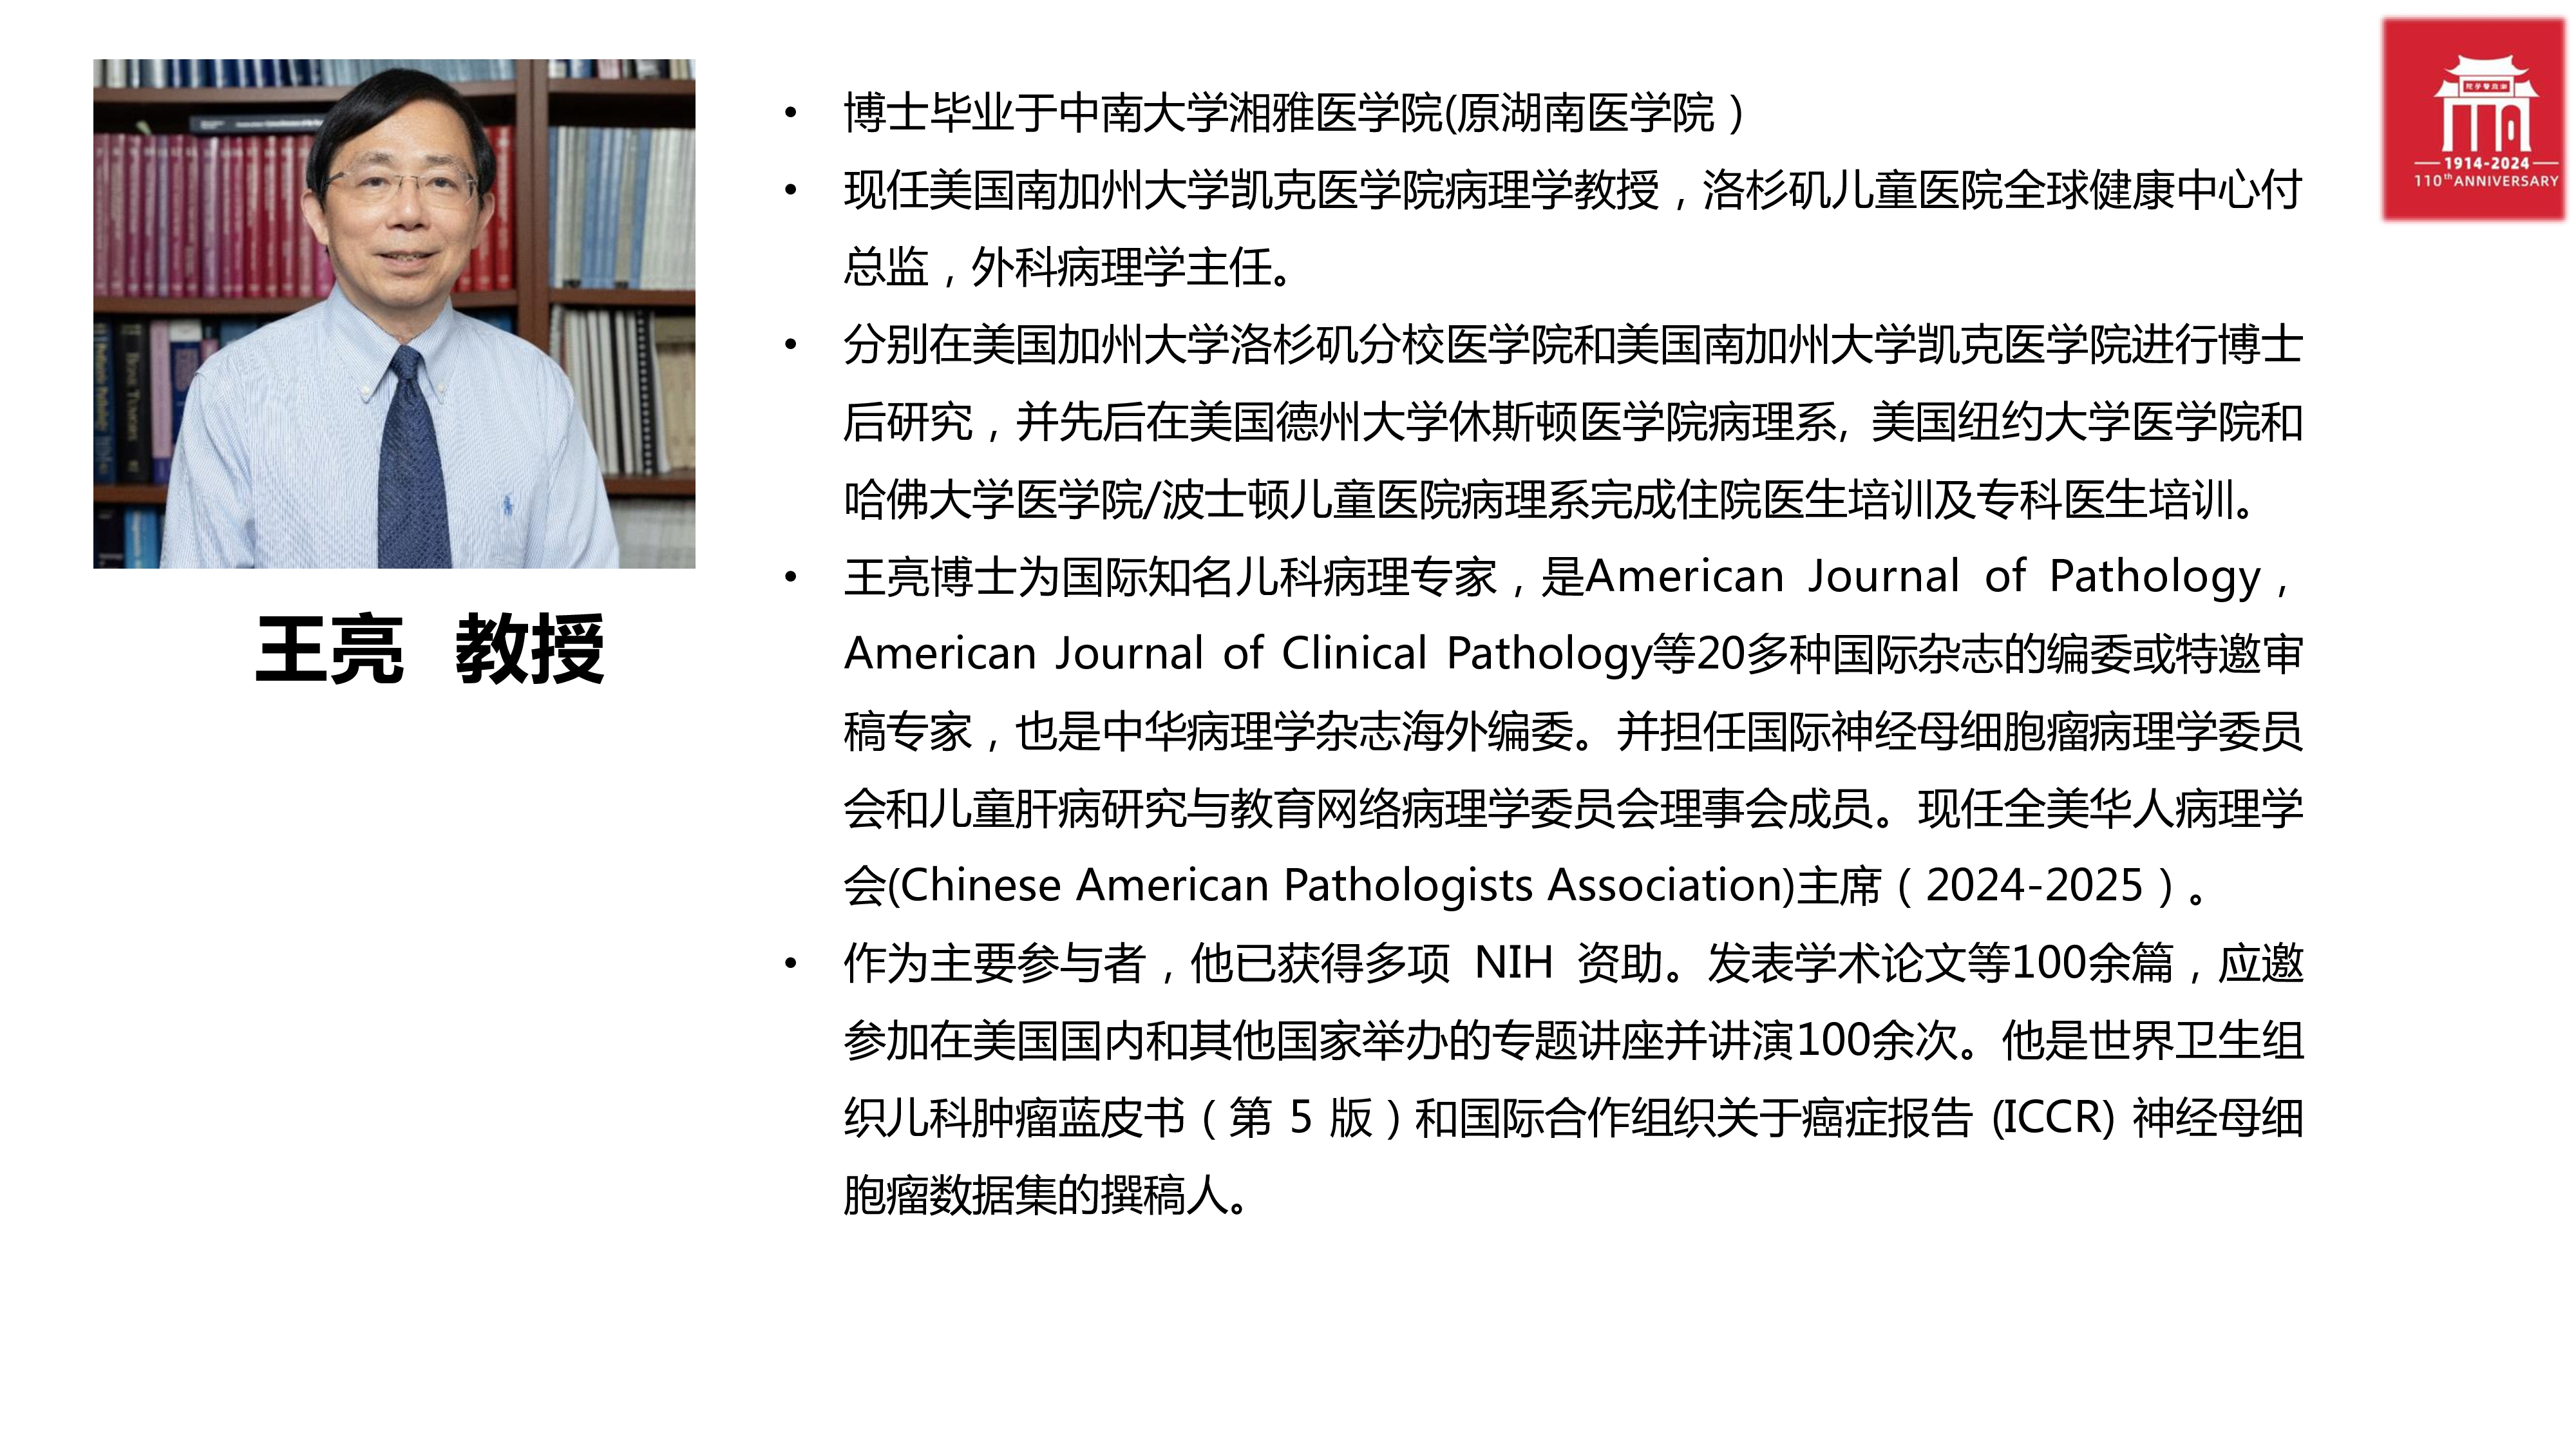 王亮 教授
• 博士毕业于中南大学湘雅医学院(原湖南医学院）
• 现任美国南加州大学凯克医学院病理学教授，洛杉矶儿童医院全球健康中心付
总监，外科病理学主任。
• 分别在美国加州大学洛杉矶分校医学院和美国南加州大学凯克医学院进行博士
后研究，并先后在美国德州大学休斯顿医学院病理系, 美国纽约大学医学院和
哈佛大学医学院/波士顿儿童医院病理系完成住院医生培训及专科医生培训。
• 王亮博士为国际知名儿科病理专家，是American Journal of Pathology，
American Journal of Clinical Pathology等20多种国际杂志的编委或特邀审
稿专家，也是中华病理学杂志海外编委。并担任国际神经母细胞瘤病理学委员
会和儿童肝病研究与教育网络病理学委员会理事会成员。现任全美华人病理学
会(Chinese American Pathologists Association)主席（2024-2025）。
• 作为主要参与者，他已获得多项 NIH 资助。发表学术论文等100余篇，应邀
参加在美国国内和其他国家举办的专题讲座并讲演100余次。他是世界卫生组
织儿科肿瘤蓝皮书（第 5 版）和国际合作组织关于癌症报告 (ICCR) 神经母细
胞瘤数据集的撰稿人。
1914-2024
110th ANNIVERSARY